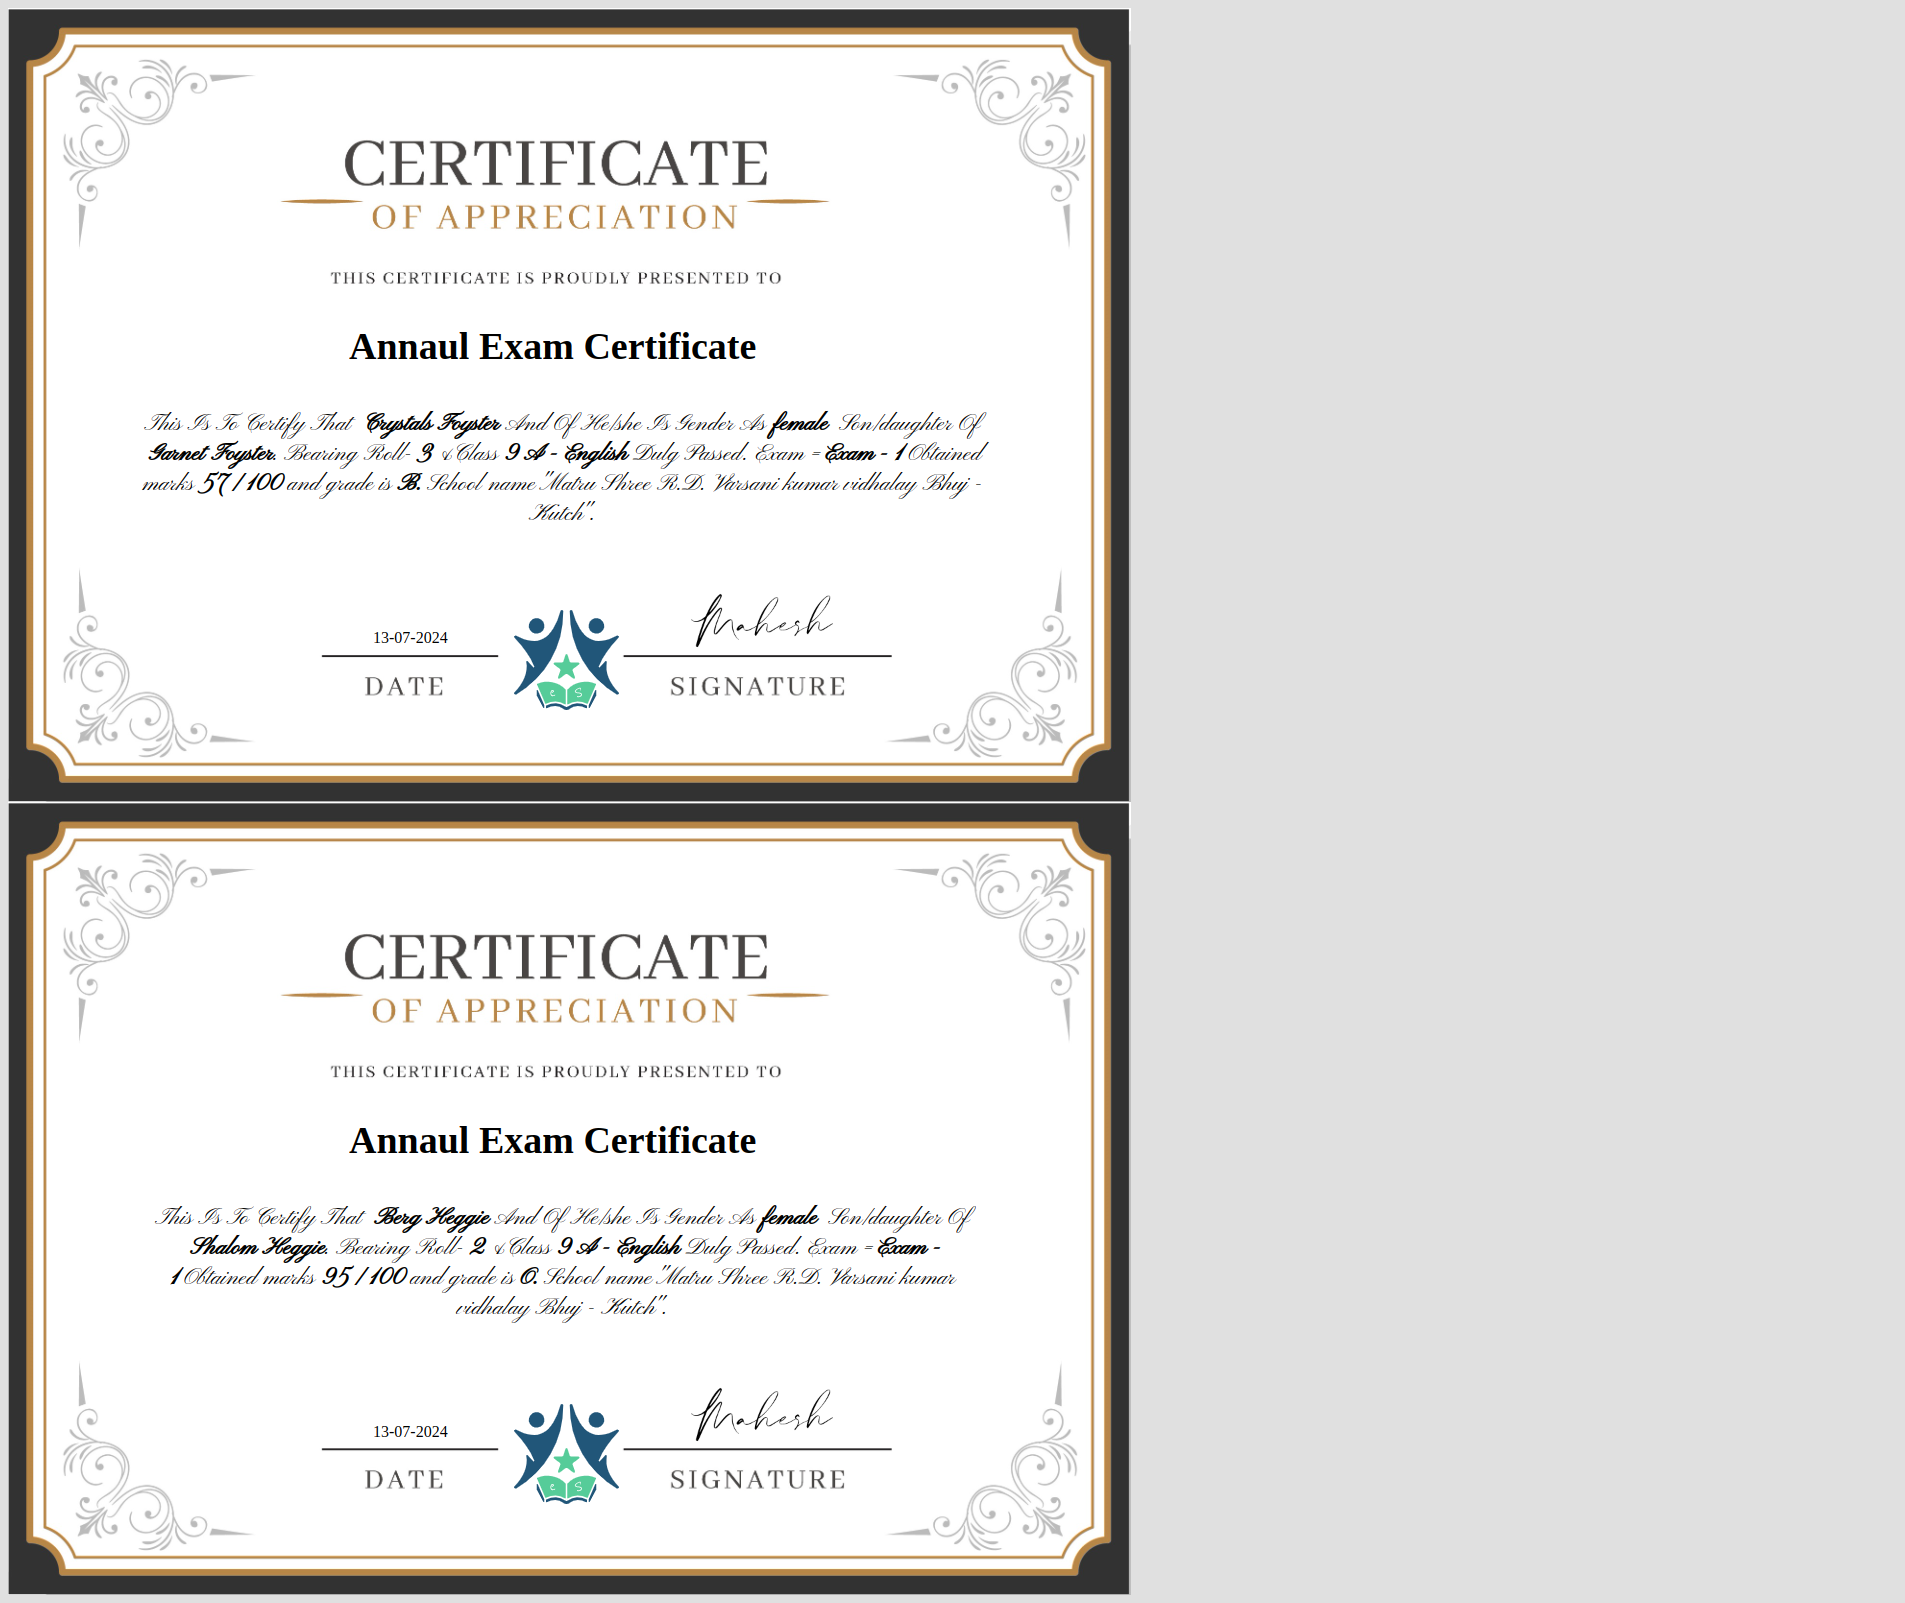 CERTIFICATE
OF APPRECIATION
THIS CERTIFICATE IS PROUDLY PRESENTED TO
Annaul Exam Certificate
This Is To Certify That Crystals Foyster And Of He/she Is Gender As female Son/daughter Of
Garnet Foyster. Bearing Roll- 3 & Class 9 A - English Dulg Passed. Exam = Exam - 1 Obtained
marks 57 / 100 and grade is B. School name "Matru Shree R.D. Varsani kumar vidhalay Bhuj -
Kutch".
Mahesh
13-07-2024
DATE
e S
SIGNATURE
CERTIFICATE
OF APPRECIATION
THIS CERTIFICATE IS PROUDLY PRESENTED TO
Annaul Exam Certificate
This Is To Certify That Berg Heggie And Of He/she Is Gender As female Son/daughter Of
Shalom Heggie. Bearing Roll- 2 & Class 9 A - English Dulg Passed. Exam = Exam -
1 Obtained marks 95 / 100 and grade is O. School name "Matru Shree R.D. Varsani kumar
vidhalay Bhuj - Kutch".
Mahesh
13-07-2024
DATE
e S
SIGNATURE